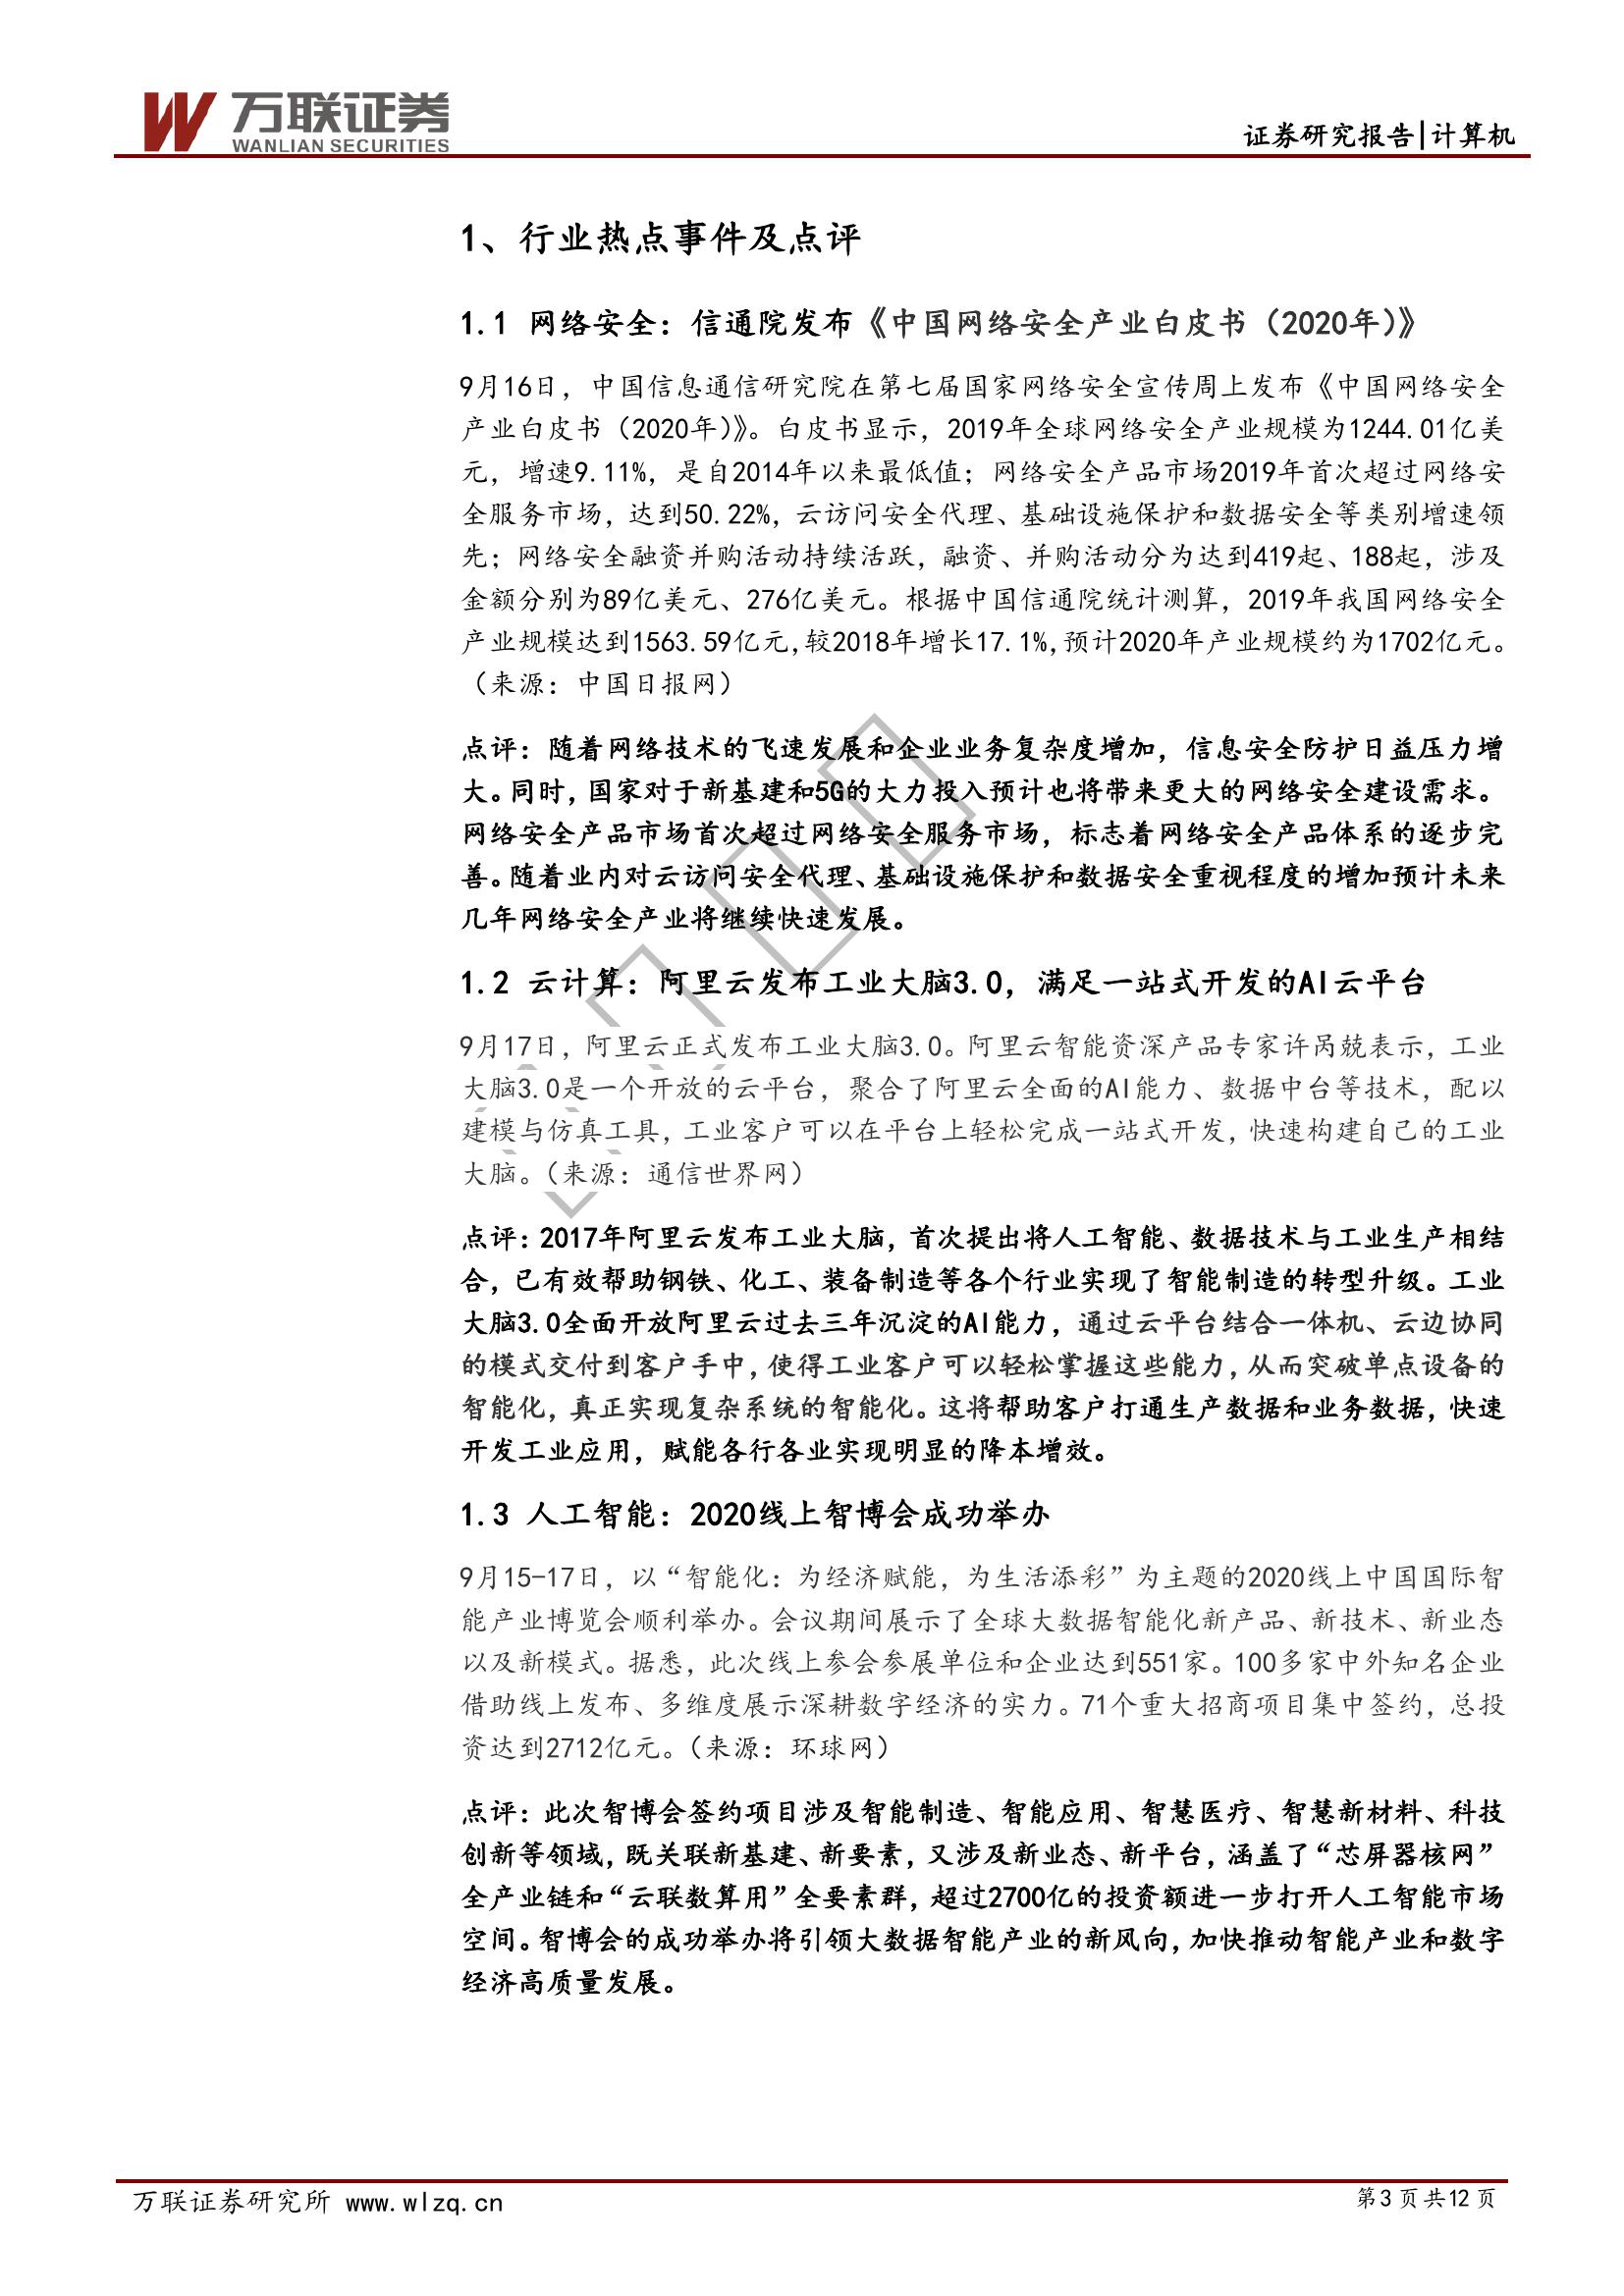 万联证券
WANLIAN SECURITIES
证券研究报告|计算机
1、行业热点事件及点评
1.1 网络安全：信通院发布《中国网络安全产业白皮书（2020年）》
9月16日，中国信息通信研究院在第七届国家网络安全宣传周上发布《中国网络安全
产业白皮书（2020年）》。白皮书显示，2019年全球网络安全产业规模为1244.01亿美
元，增速9.11%，是自2014年以来最低值；网络安全产品市场2019年首次超过网络安
全服务市场，达到50.22%，云访问安全代理、基础设施保护和数据安全等类别增速领
先；网络安全融资并购活动持续活跃，融资、并购活动分为达到419起、188起，涉及
金额分别为89亿美元、276亿美元。根据中国信通院统计测算，2019年我国网络安全
产业规模达到1563.59亿元,较2018年增长17.1%,预计2020年产业规模约为1702亿元。
（来源：中国日报网）
点评：随着网络技术的飞速发展和企业业务复杂度增加，信息安全防护日益压力增
大。同时，国家对于新基建和5G的大力投入预计也将带来更大的网络安全建设需求。
网络安全产品市场首次超过网络安全服务市场，标志着网络安全产品体系的逐步完
善。随着业内对云访问安全代理、基础设施保护和数据安全重视程度的增加预计未来
几年网络安全产业将继续快速发展。
1.2 云计算：阿里云发布工业大脑3.0，满足一站式开发的AI云平台
9月17日，阿里云正式发布工业大脑3.0。阿里云智能资深产品专家许芮兢表示，工业
大脑3.0是一个开放的云平台，聚合了阿里云全面的AI能力、数据中台等技术，配以
建模与仿真工具，工业客户可以在平台上轻松完成一站式开发，快速构建自己的工业
大脑。（来源：通信世界网）
点评：2017年阿里云发布工业大脑，首次提出将人工智能、数据技术与工业生产相结
合，已有效帮助钢铁、化工、装备制造等各个行业实现了智能制造的转型升级。工业
大脑3.0全面开放阿里云过去三年沉淀的AI能力，通过云平台结合一体机、云边协同
的模式交付到客户手中，使得工业客户可以轻松掌握这些能力，从而突破单点设备的
智能化，真正实现复杂系统的智能化。这将帮助客户打通生产数据和业务数据，快速
开发工业应用，赋能各行各业实现明显的降本增效。
1.3 人工智能：2020线上智博会成功举办
9月15-17日，以“智能化：为经济赋能，为生活添彩”为主题的2020线上中国国际智
能产业博览会顺利举办。会议期间展示了全球大数据智能化新产品、新技术、新业态
以及新模式。据悉，此次线上参会参展单位和企业达到551家。100多家中外知名企业
借助线上发布、多维度展示深耕数字经济的实力。71个重大招商项目集中签约，总投
资达到2712亿元。（来源：环球网）
点评：此次智博会签约项目涉及智能制造、智能应用、智慧医疗、智慧新材料、科技
创新等领域，既关联新基建、新要素，又涉及新业态、新平台，涵盖了“芯屏器核网”
全产业链和“云联数算用”全要素群，超过2700亿的投资额进一步打开人工智能市场
空间。智博会的成功举办将引领大数据智能产业的新风向，加快推动智能产业和数字
经济高质量发展。
万联证券研究所 www.wlzq.cn
第3页共12页